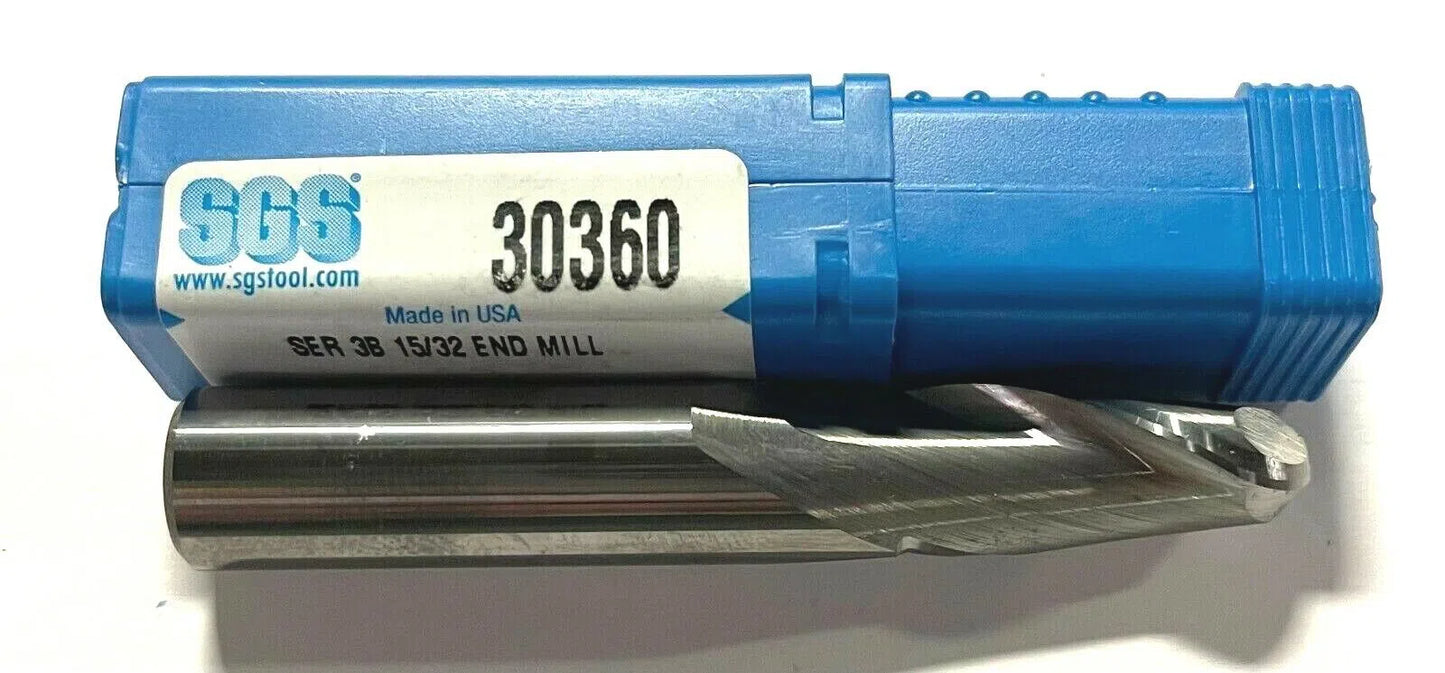 SGS®
30360
www.sgstool.com
Made in USA
SER 3B 15/32 END MILL